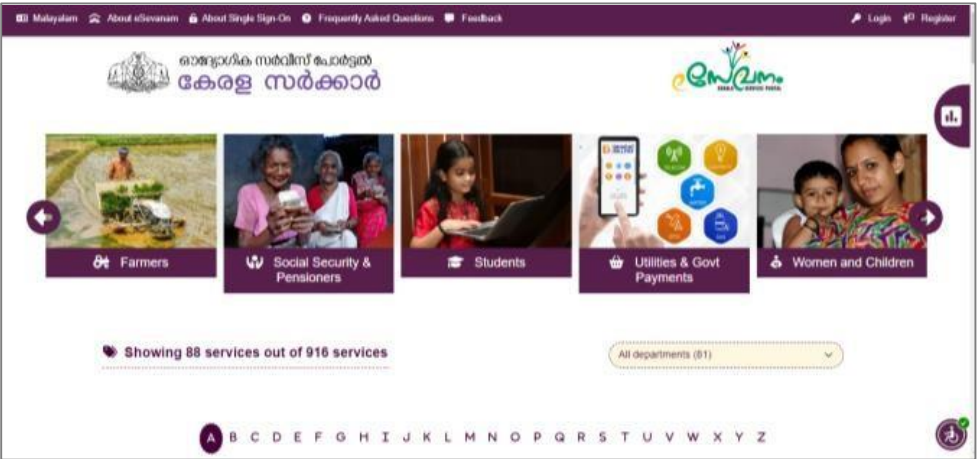 Malayalam About eSevanam About Single Sign-On Frequently Asked Questions Feedback Login Register
ഔദ്യോഗിക സർവീസ് പോർട്ടൽ
കേരള സർക്കാർ
eസേവനം
Farmers
Social Security &
Pensioners
Students
Utilities & Govt
Payments
Women and Children
Showing 88 services out of 916 services
All departments (81)
A B C D E F G H I J K L M N O P Q R S T U V W X Y Z